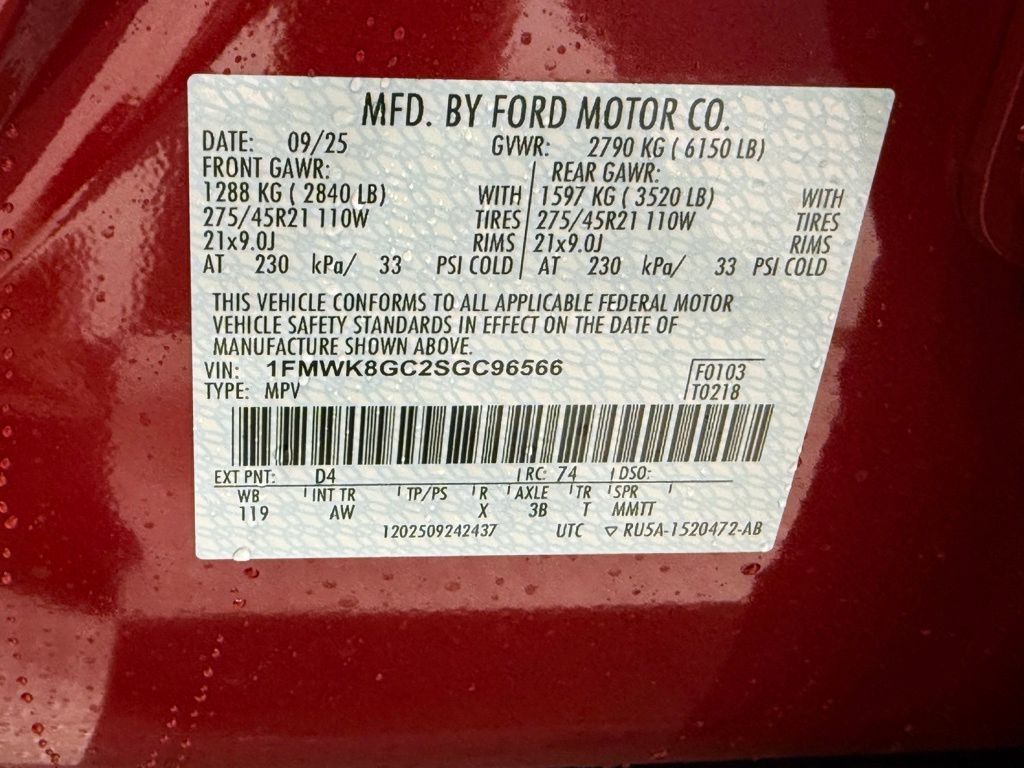 MFD. BY FORD MOTOR CO.
DATE: 09/25 GVWR: 2790 KG ( 6150 LB)
FRONT GAWR: REAR GAWR:
1288 KG ( 2840 LB) WITH 1597 KG ( 3520 LB) WITH
275/45R21 110W TIRES 275/45R21 110W TIRES
21x9.0J RIMS 21x9.0J RIMS
AT 230 kPa/ 33 PSI COLD AT 230 kPa/ 33 PSI COLD
THIS VEHICLE CONFORMS TO ALL APPLICABLE FEDERAL MOTOR
VEHICLE SAFETY STANDARDS IN EFFECT ON THE DATE OF
MANUFACTURE SHOWN ABOVE.
VIN: 1FMWK8GC2SGC96566 F0103
TYPE: MPV T0218
EXT PNT: D4 RC: 74 DSO:
WB INT TR TP/PS R AXLE TR SPR
119 AW X 3B T MMTT
1202509242437 UTC ▽ RU5A-1520472-AB